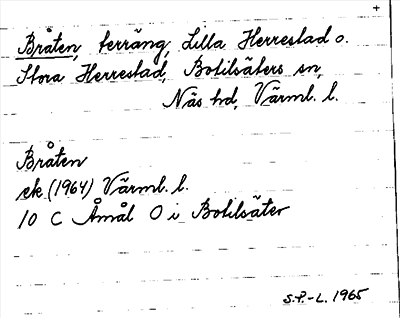 +
Bråten, terräng, Lilla Herrestad o.
Stora Herrestad, Botilsäters sn,
Näs hd, Värml. l.
Bråten
ek (1964) Värml. l.
10 C Åmål O i Botilsäter
S.P.-L. 1965